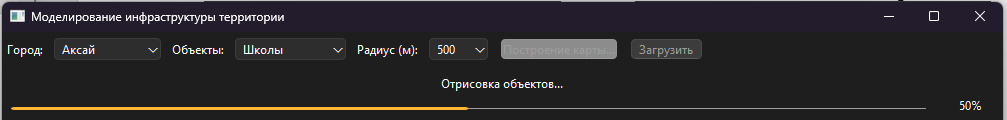 Моделирование инфраструктуры территории
Город: Аксай Объекты: Школы Радиус (м): 500 Построение карты... Загрузить
Отрисовка объектов...
50%